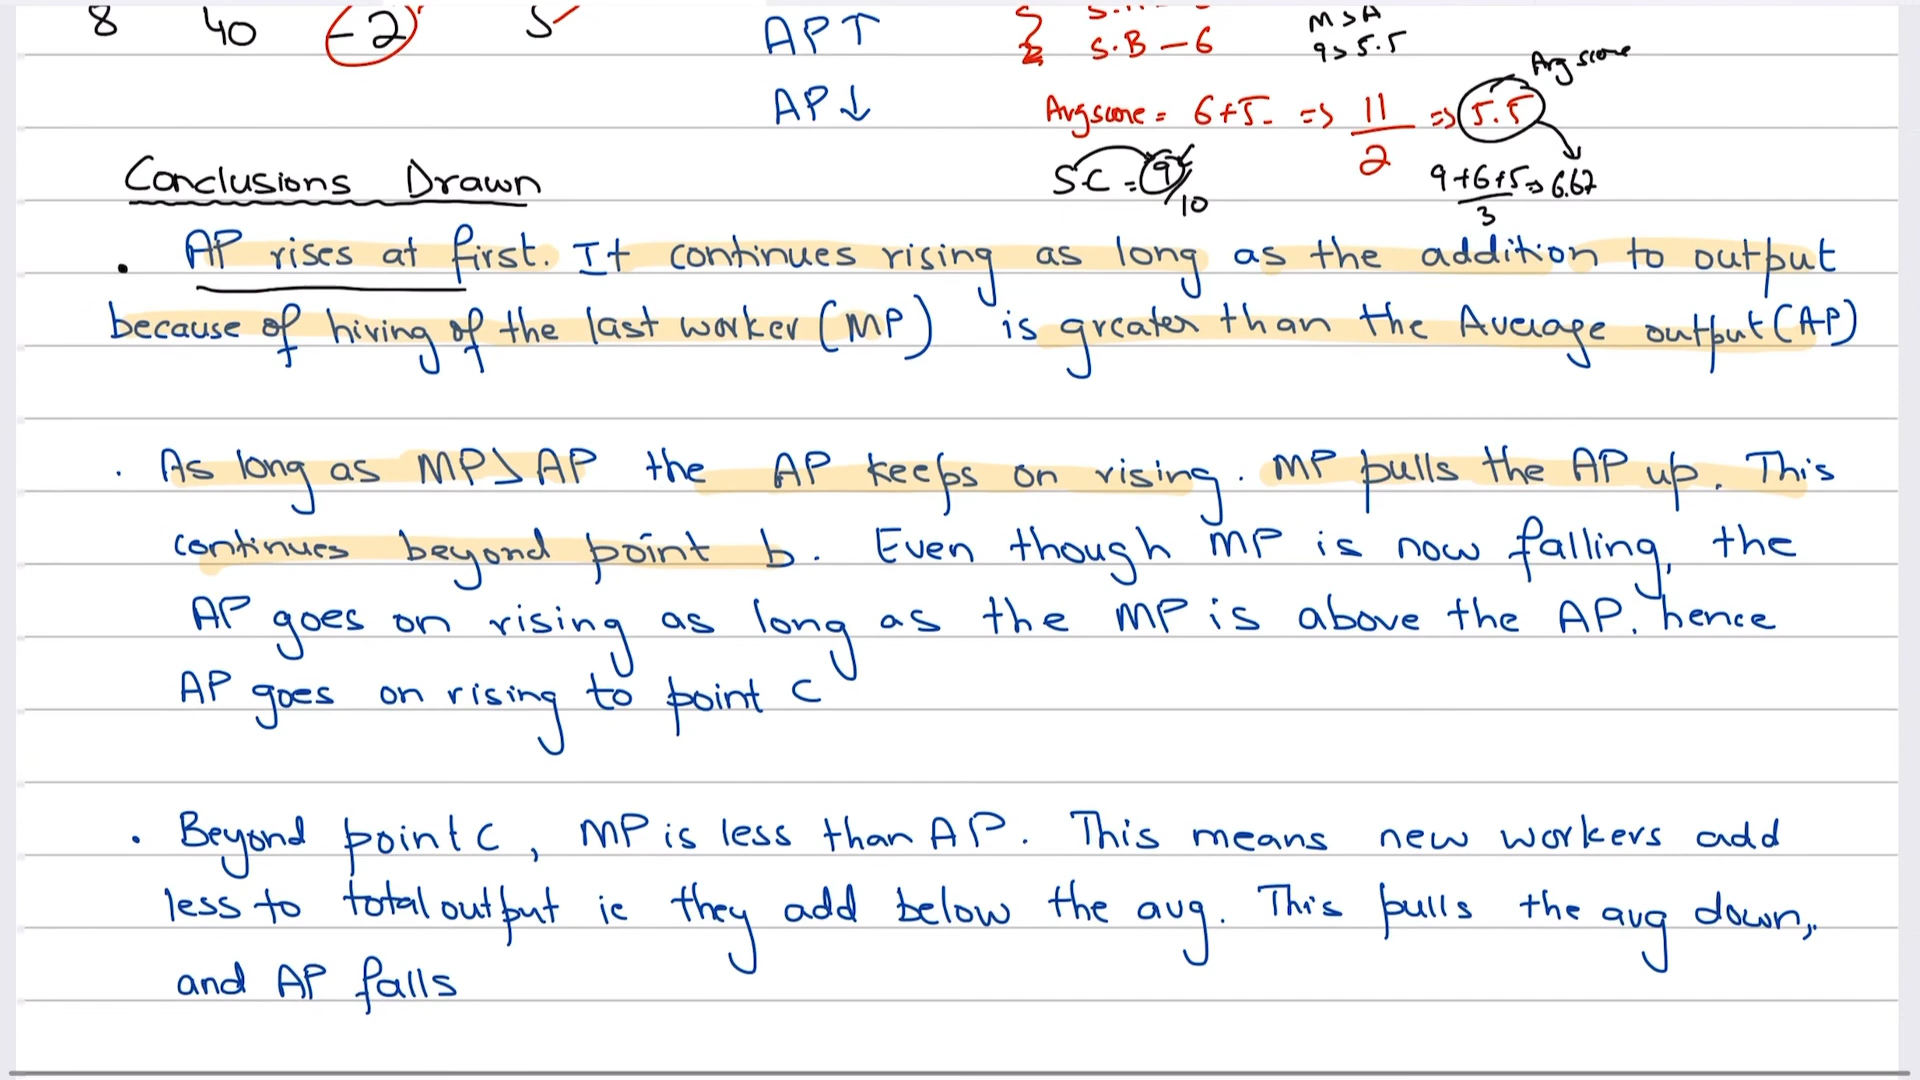 8 40 -2 5
AP↑
S.B - 6
M>A
9>5.5
Avg score
AP↓
Avgscore = 6+5 => 11/2 => 5.5
SC = 9/10
9+6+5/3 => 6.67
Conclusions Drawn
. AP rises at first. It continues rising as long as the addition to output
because of hiring of the last worker (MP) is greater than the Average output (AP)
. As long as MP>AP the AP keeps on rising. MP pulls the AP up. This
continues beyond point b. Even though MP is now falling, the
AP goes on rising as long as the MP is above the AP. hence
AP goes on rising to point C
. Beyond point C, MP is less than AP. This means new workers add
less to total output ie they add below the avg. This pulls the avg down,
and AP falls